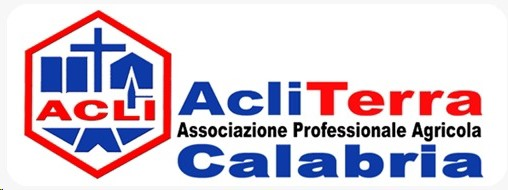 ACLI
AcliTerra
Associazione Professionale Agricola
Calabria